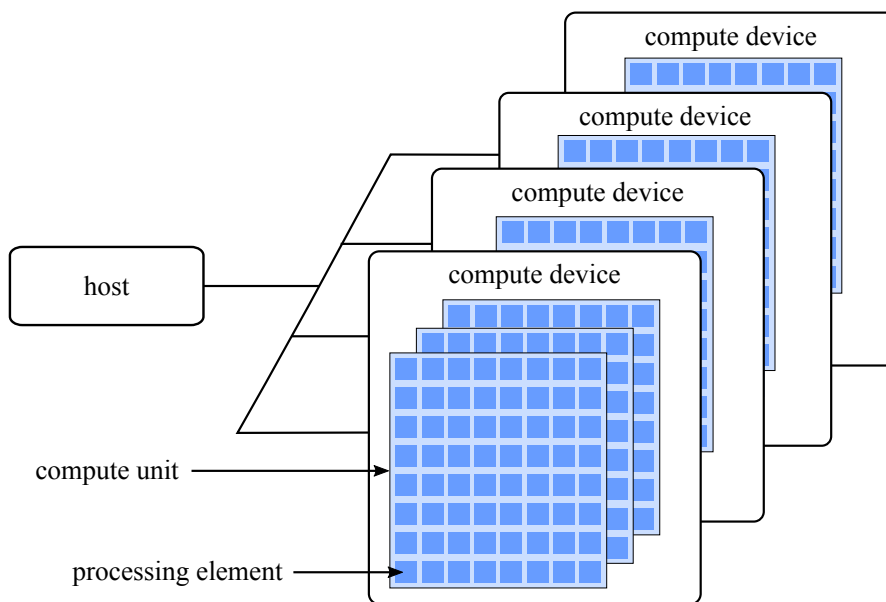 compute device
compute device
compute device
compute device
host
compute unit
processing element